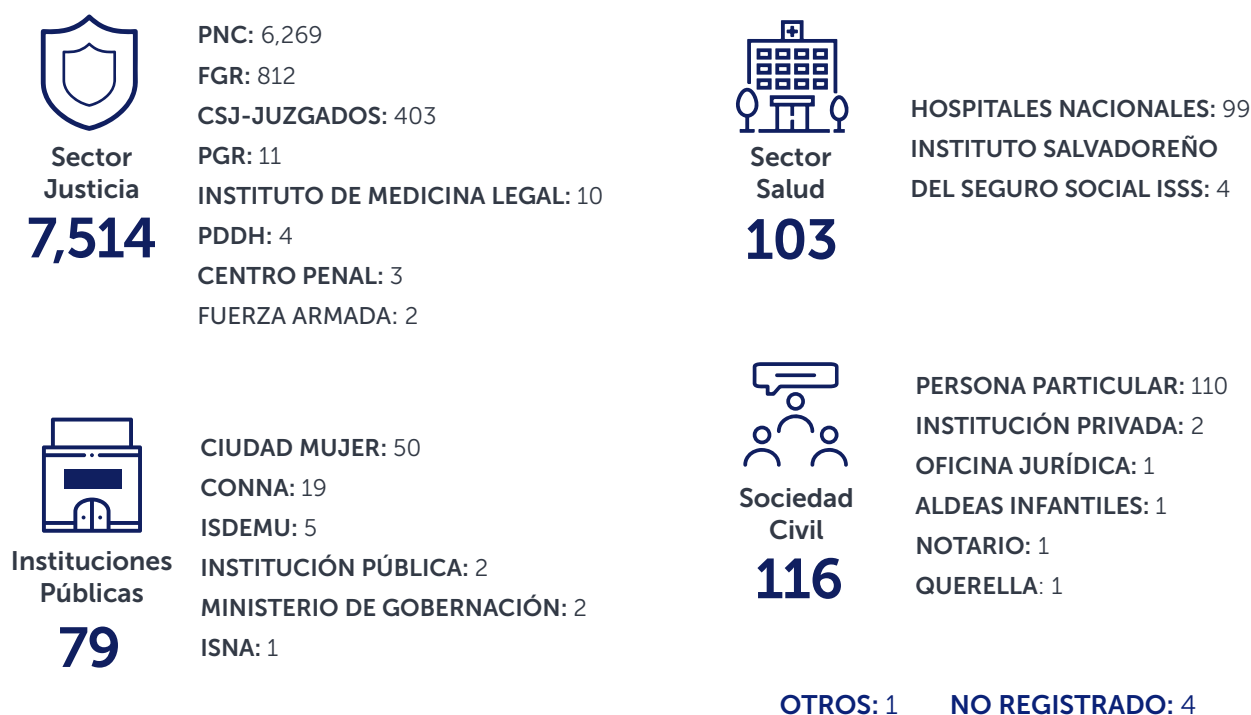 Sector
Justicia
7,514
PNC: 6,269
FGR: 812
CSJ-JUZGADOS: 403
PGR: 11
INSTITUTO DE MEDICINA LEGAL: 10
PDDH: 4
CENTRO PENAL: 3
FUERZA ARMADA: 2
Sector
Salud
103
HOSPITALES NACIONALES: 99
INSTITUTO SALVADOREÑO
DEL SEGURO SOCIAL ISSS: 4
Instituciones
Públicas
79
CIUDAD MUJER: 50
CONNA: 19
ISDEMU: 5
INSTITUCIÓN PÚBLICA: 2
MINISTERIO DE GOBERNACIÓN: 2
ISNA: 1
Sociedad
Civil
116
PERSONA PARTICULAR: 110
INSTITUCIÓN PRIVADA: 2
OFICINA JURÍDICA: 1
ALDEAS INFANTILES: 1
NOTARIO: 1
QUERELLA: 1
OTROS: 1 NO REGISTRADO: 4